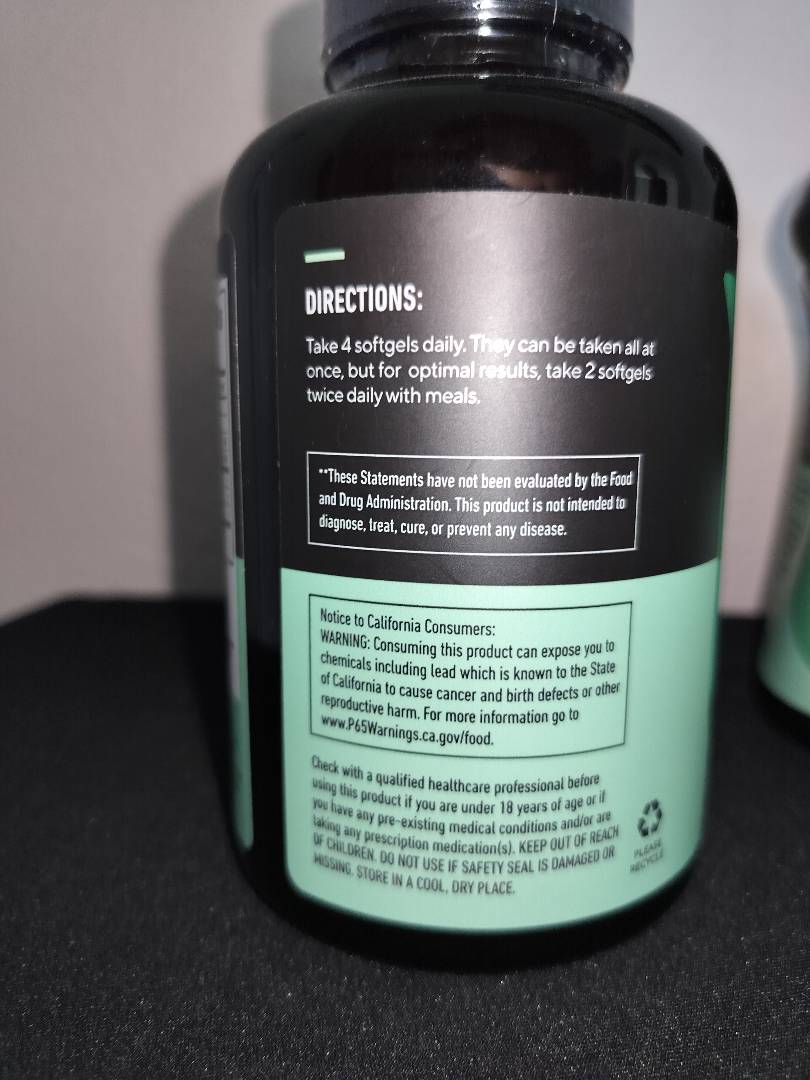 DIRECTIONS:
Take 4 softgels daily. They can be taken all at
once, but for optimal results, take 2 softgels
twice daily with meals.
**These Statements have not been evaluated by the Food
and Drug Administration. This product is not intended to
diagnose, treat, cure, or prevent any disease.
Notice to California Consumers:
WARNING: Consuming this product can expose you to
chemicals including lead which is known to the State
of California to cause cancer and birth defects or other
reproductive harm. For more information go to
www.P65Warnings.ca.gov/food.
Check with a qualified healthcare professional before
using this product if you are under 18 years of age or if
you have any pre-existing medical conditions and/or are
taking any prescription medication(s). KEEP OUT OF REACH
OF CHILDREN. DO NOT USE IF SAFETY SEAL IS DAMAGED OR
MISSING. STORE IN A COOL, DRY PLACE.
PLEASE
RECYCLE